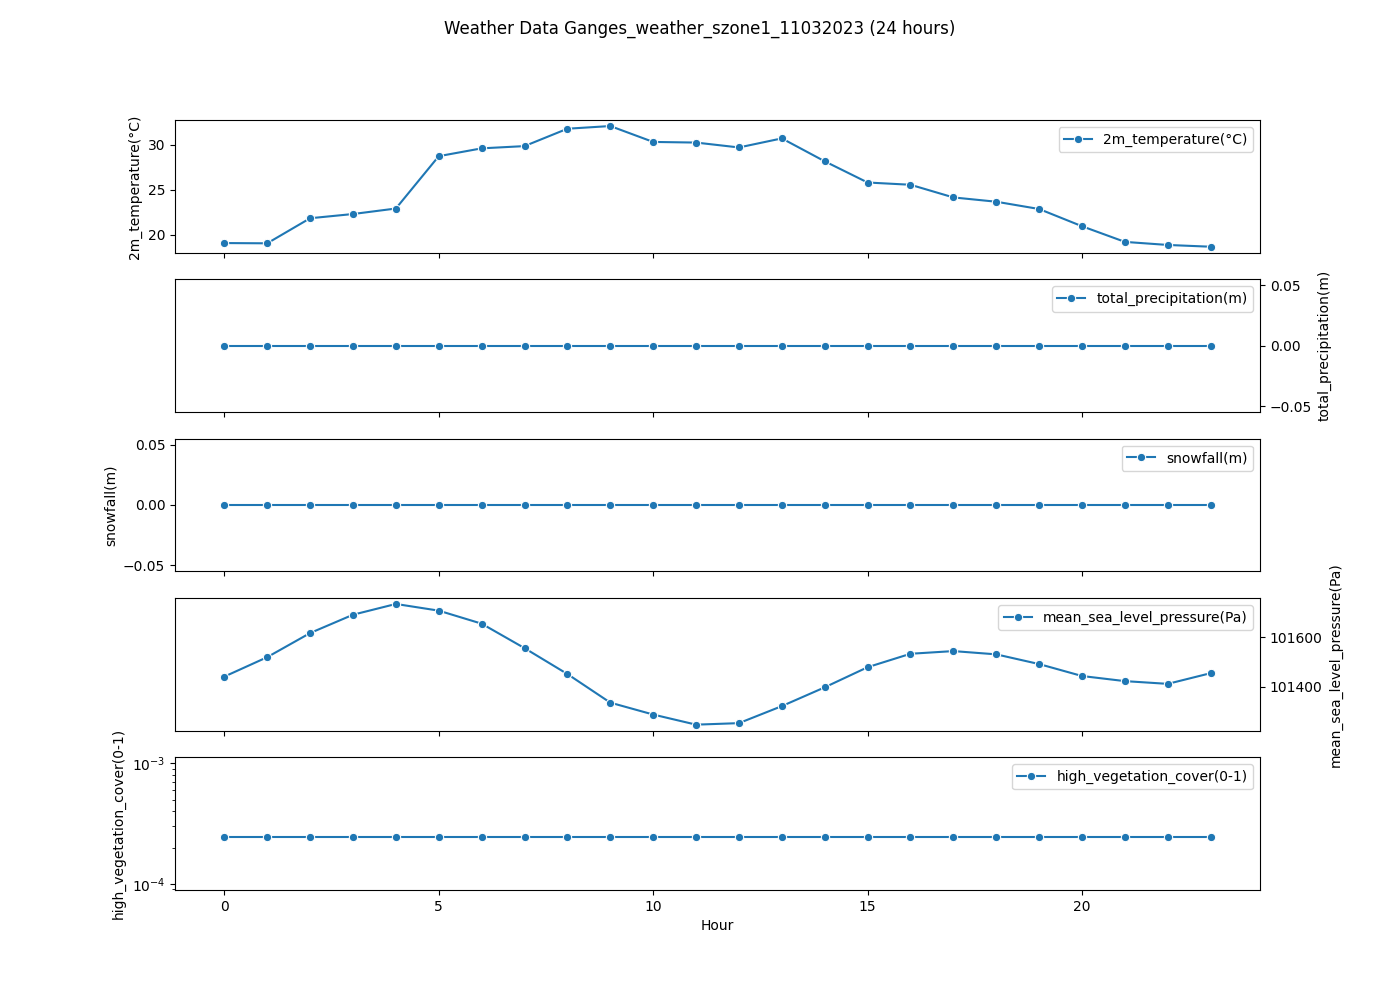 Weather Data Ganges_weather_szone1_11032023 (24 hours)
2m_temperature(°C)
30
25
20
2m_temperature(°C)
total_precipitation(m)
0.05
0.00
−0.05
total_precipitation(m)
snowfall(m)
0.05
0.00
−0.05
snowfall(m)
mean_sea_level_pressure(Pa)
101600
101400
mean_sea_level_pressure(Pa)
high_vegetation_cover(0-1)
10⁻³
10⁻⁴
high_vegetation_cover(0-1)
0 5 10 15 20
Hour